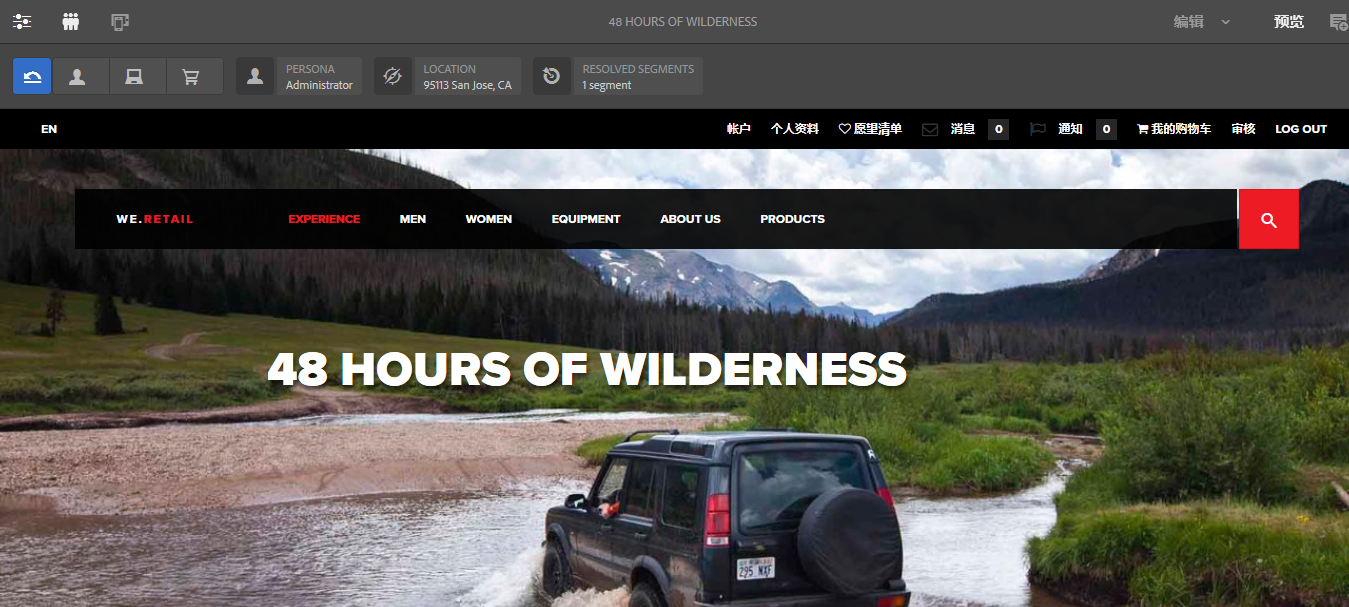 48 HOURS OF WILDERNESS
编辑
预览
PERSONA
Administrator
LOCATION
95113 San Jose, CA
RESOLVED SEGMENTS
1 segment
EN
帐户
个人资料
愿望清单
消息
0
通知
0
我的购物车
审核
LOG OUT
WE.RETAIL
EXPERIENCE
MEN
WOMEN
EQUIPMENT
ABOUT US
PRODUCTS
48 HOURS OF WILDERNESS
295 NXF